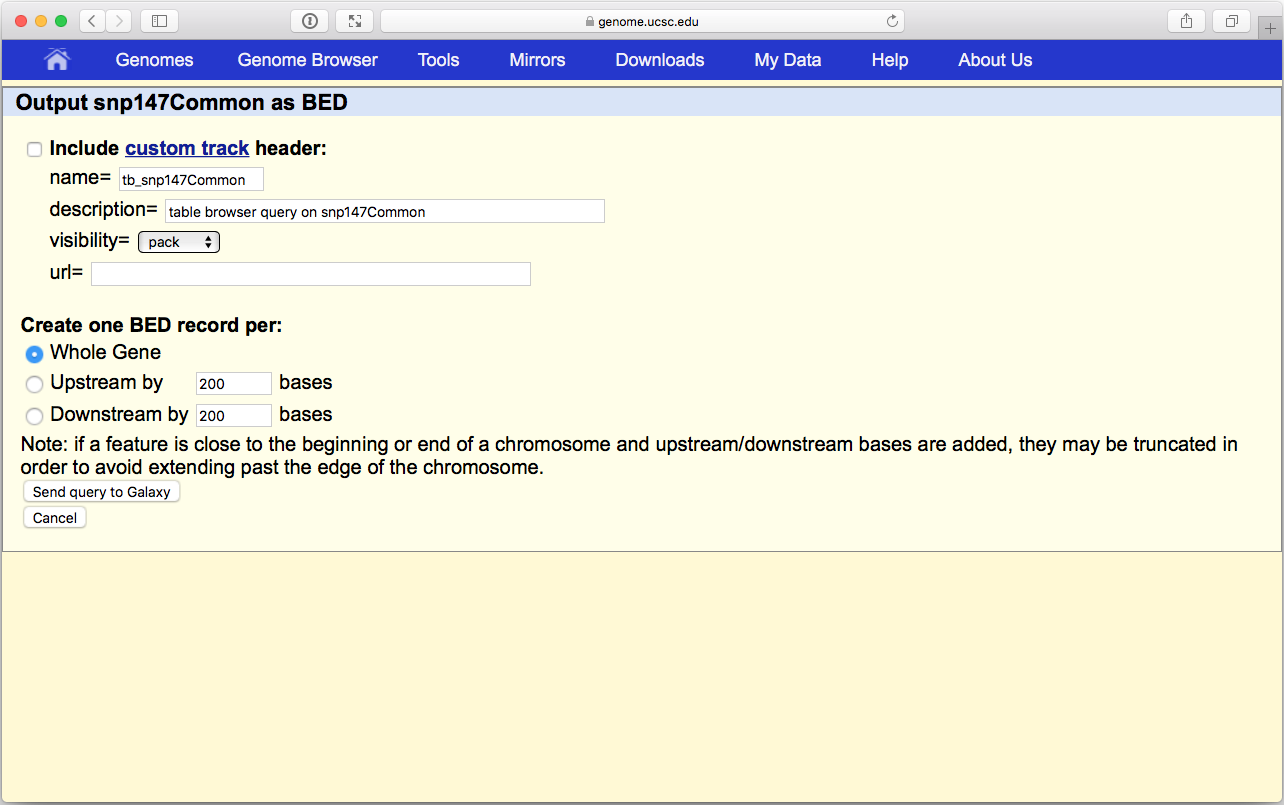 genome.ucsc.edu
Genomes Genome Browser Tools Mirrors Downloads My Data Help About Us
Output snp147Common as BED
Include custom track header:
name= tb_snp147Common
description= table browser query on snp147Common
visibility= pack
url=
Create one BED record per:
Whole Gene
Upstream by 200 bases
Downstream by 200 bases
Note: if a feature is close to the beginning or end of a chromosome and upstream/downstream bases are added, they may be truncated in
order to avoid extending past the edge of the chromosome.
Send query to Galaxy
Cancel